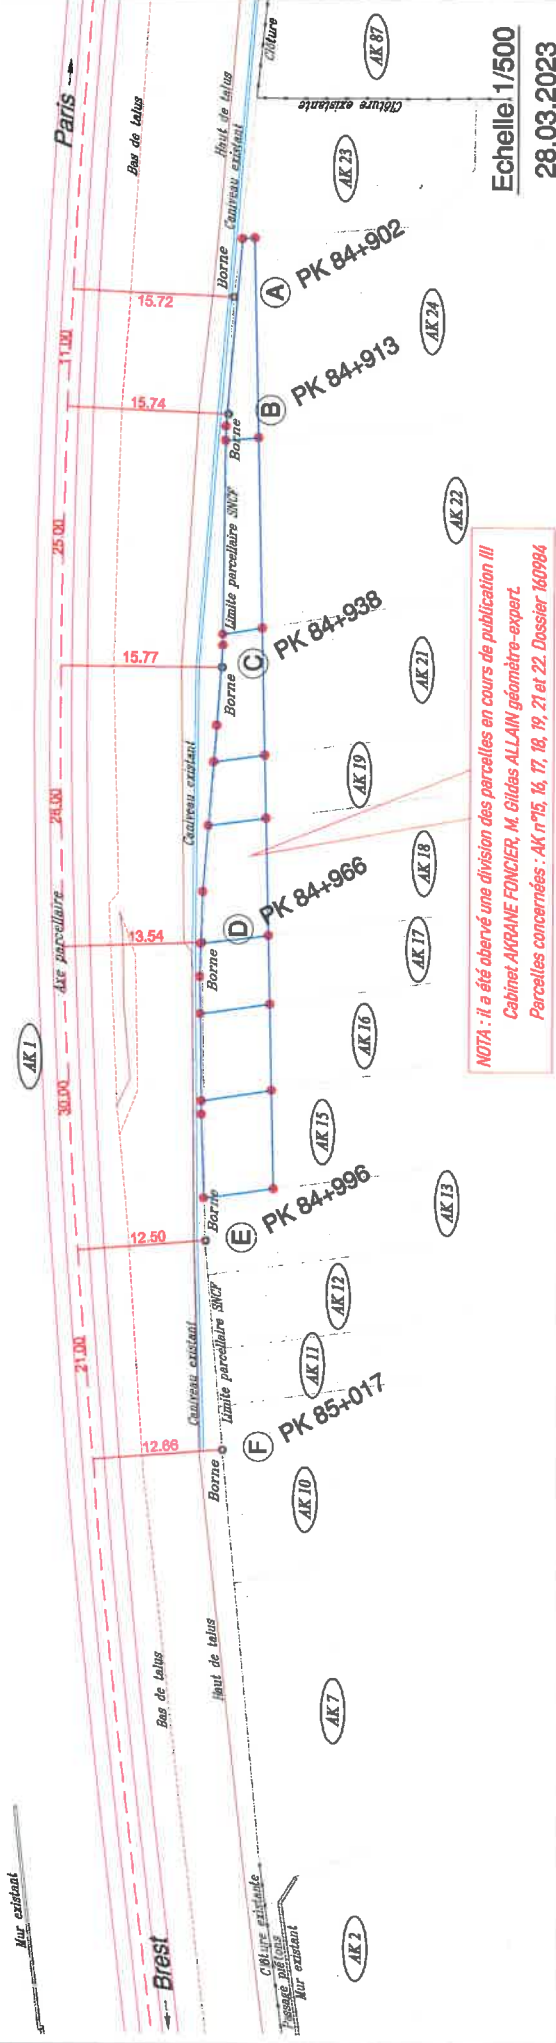 Mur existant
← Brest
Paris →
AK 1
Axe parcellaire
21.00
30.00
28.00
25.00
11.00
12.66
12.50
13.54
15.77
15.74
15.72
Bas de talus
Bas de talus
Haut de talus
Haut de talus
Caniveau existant
Caniveau existant
Caniveau existant
Clôture
Clôture existante
Clôture existante
Passage piétons
Mur existant
Limite parcellaire SNCF
Limite parcellaire SNCF
Borne
Borne
Borne
Borne
Borne
Borne
F PK 85+017
E PK 84+996
D PK 84+966
C PK 84+938
B PK 84+913
A PK 84+902
AK 2
AK 7
AK 10
AK 11
AK 12
AK 13
AK 15
AK 16
AK 17
AK 18
AK 19
AK 21
AK 22
AK 24
AK 23
AK 87
NOTA : il a été obervé une division des parcelles en cours de publication !!!
Cabinet AKRANE FONCIER, M. Gildas ALLAIN géomètre-expert.
Parcelles concernées : AK n°15, 16, 17, 18, 19, 21 et 22. Dossier 160984
Echelle 1/500
28.03.2023